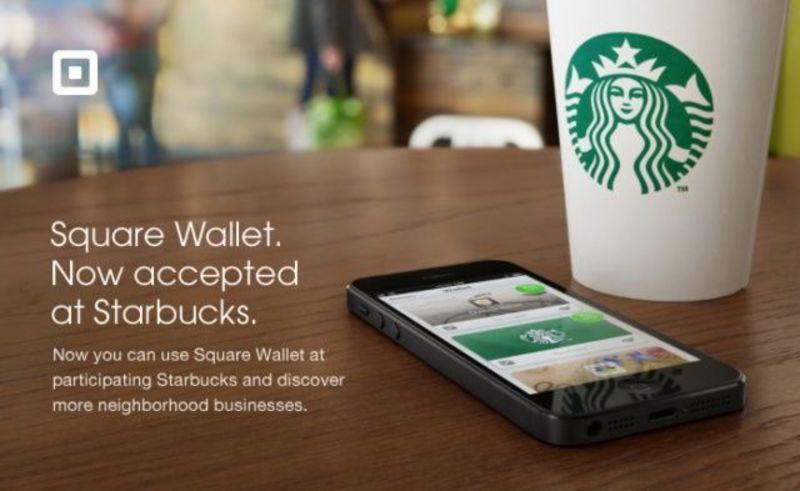 Square Wallet.
Now accepted
at Starbucks.
Now you can use Square Wallet at
participating Starbucks and discover
more neighborhood businesses.
TM
Wallet